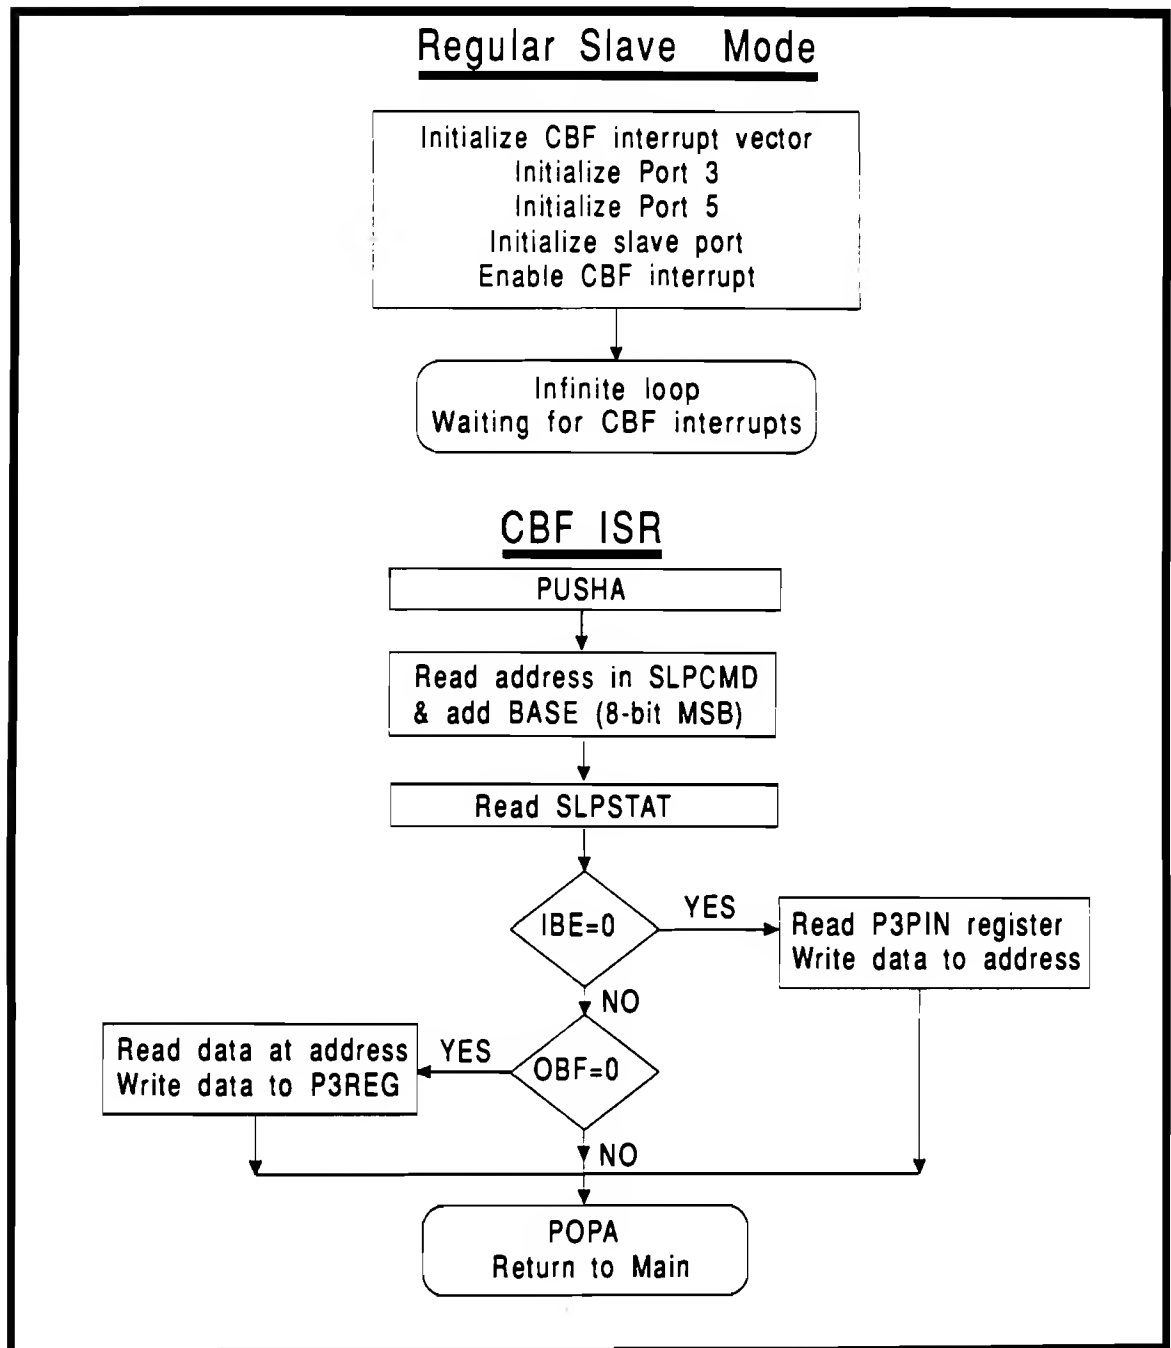 Regular Slave Mode
Initialize CBF interrupt vector
Initialize Port 3
Initialize Port 5
Initialize slave port
Enable CBF interrupt
Infinite loop
Waiting for CBF interrupts
CBF ISR
PUSHA
Read address in SLPCMD
& add BASE (8-bit MSB)
Read SLPSTAT
IBE=0
YES
Read P3PIN register
Write data to address
NO
Read data at address
Write data to P3REG
YES
OBF=0
NO
POPA
Return to Main